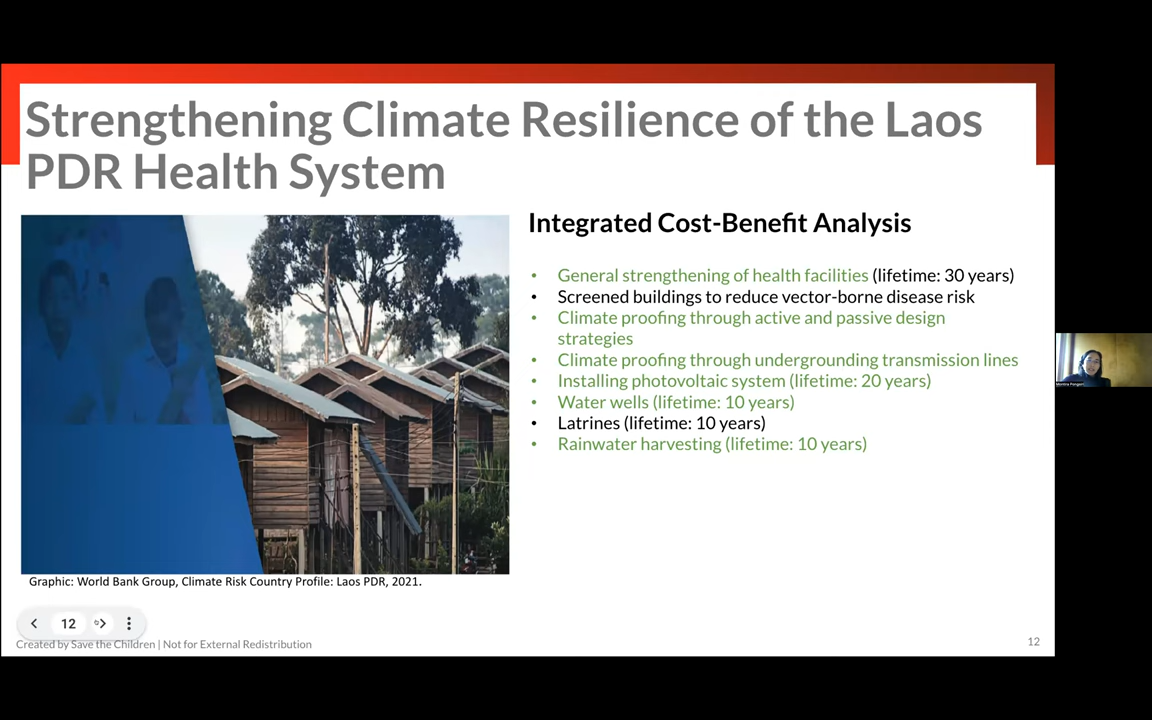 Strengthening Climate Resilience of the Laos
PDR Health System
Integrated Cost-Benefit Analysis
• General strengthening of health facilities (lifetime: 30 years)
• Screened buildings to reduce vector-borne disease risk
• Climate proofing through active and passive design
strategies
• Climate proofing through undergrounding transmission lines
• Installing photovoltaic system (lifetime: 20 years)
• Water wells (lifetime: 10 years)
• Latrines (lifetime: 10 years)
• Rainwater harvesting (lifetime: 10 years)
Graphic: World Bank Group, Climate Risk Country Profile: Laos PDR, 2021.
12
Created by Save the Children | Not for External Redistribution
12